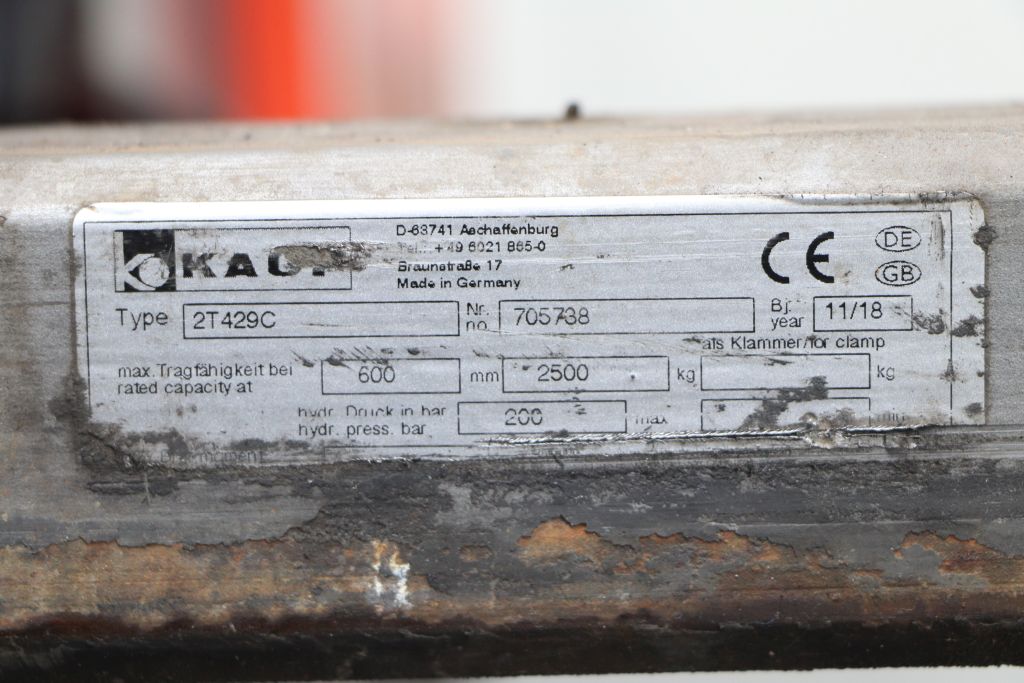 D-63741 Aschaffenburg
+ 49 6021 865-0
Braunstraße 17
Made in Germany
CE
DE
GB
Type 2T429C Nr. no. 705738 Bj. year 11/18
als Klammer/for clamp
max.Tragfähigkeit bei 600 mm 2500 kg kg
rated capacity at
hydr. Druck in bar 200 max min
hydr. press. bar